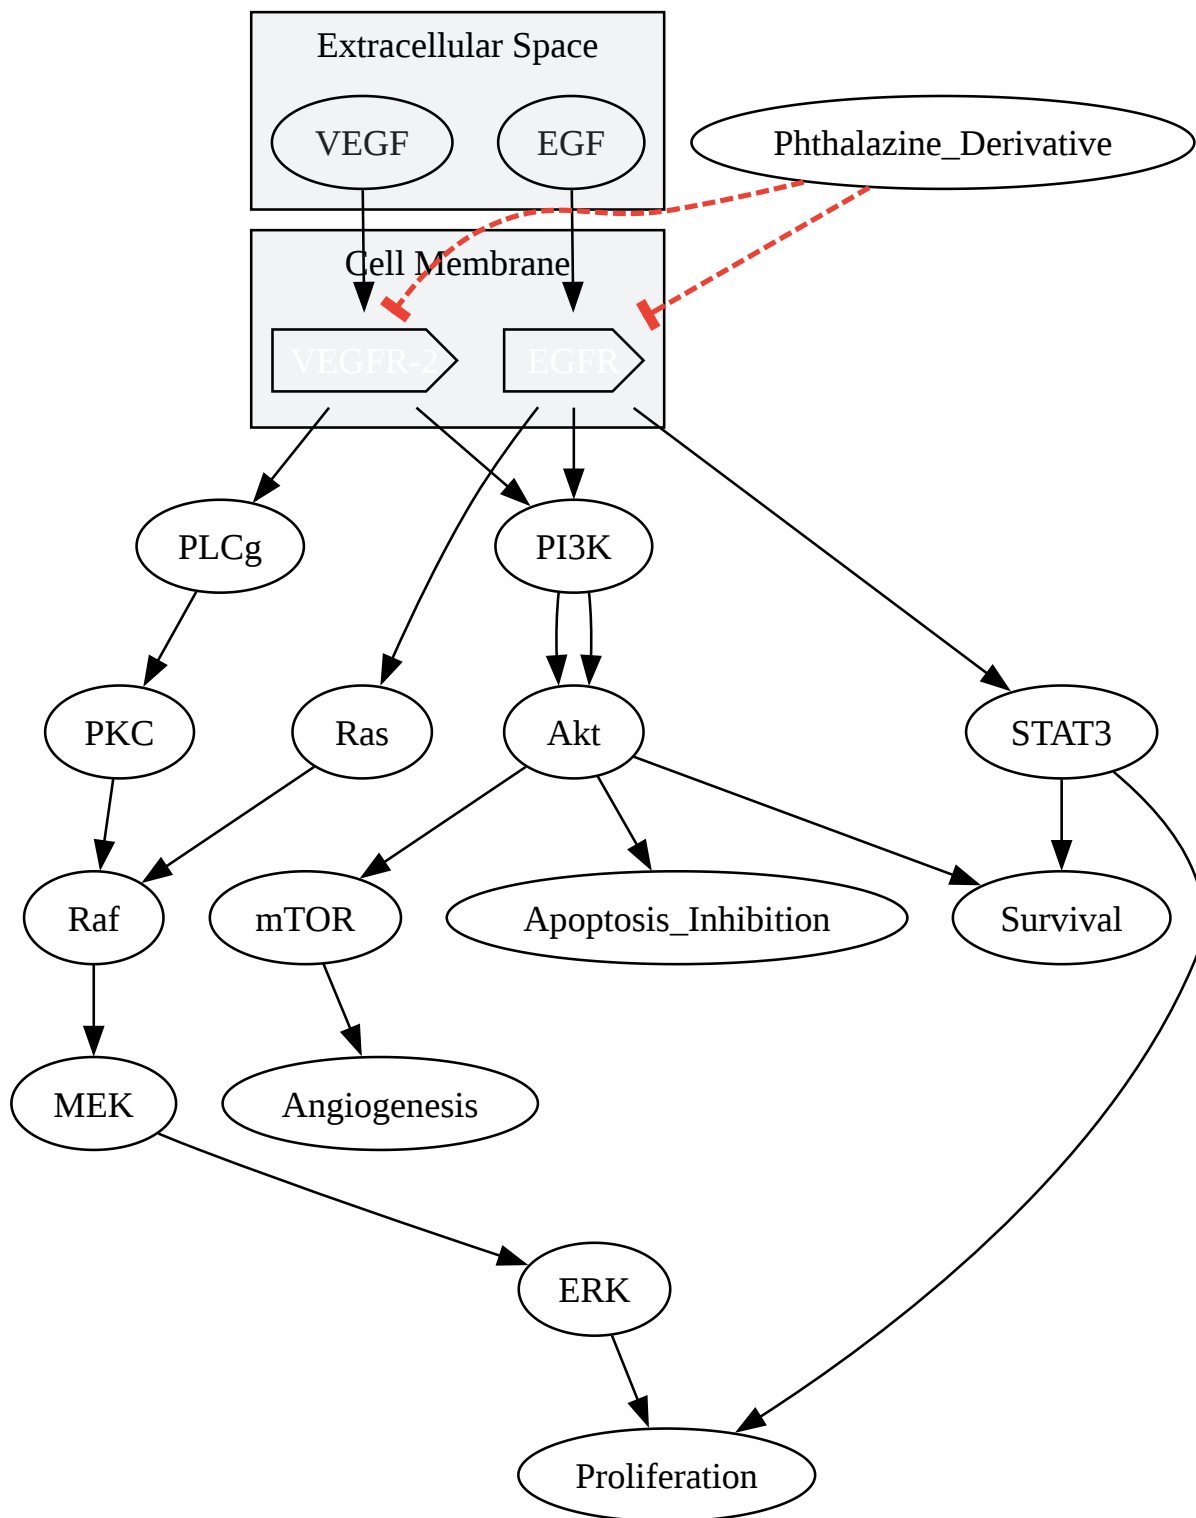 Extracellular Space
VEGF
EGF
Phthalazine_Derivative
Cell Membrane
VEGFR-2
EGFR
PLCg
PI3K
PKC
Ras
Akt
STAT3
Raf
mTOR
Apoptosis_Inhibition
Survival
MEK
Angiogenesis
ERK
Proliferation